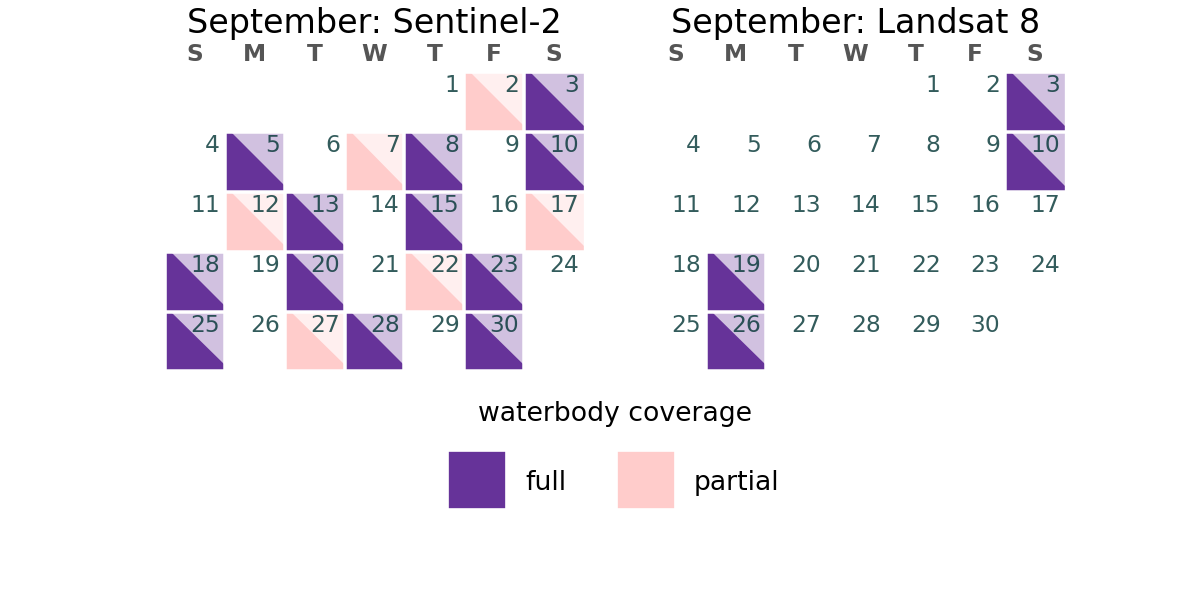 September: Sentinel-2
S M T W T F S
1 2 3
4 5 6 7 8 9 10
11 12 13 14 15 16 17
18 19 20 21 22 23 24
25 26 27 28 29 30
September: Landsat 8
S M T W T F S
1 2 3
4 5 6 7 8 9 10
11 12 13 14 15 16 17
18 19 20 21 22 23 24
25 26 27 28 29 30
waterbody coverage
full partial